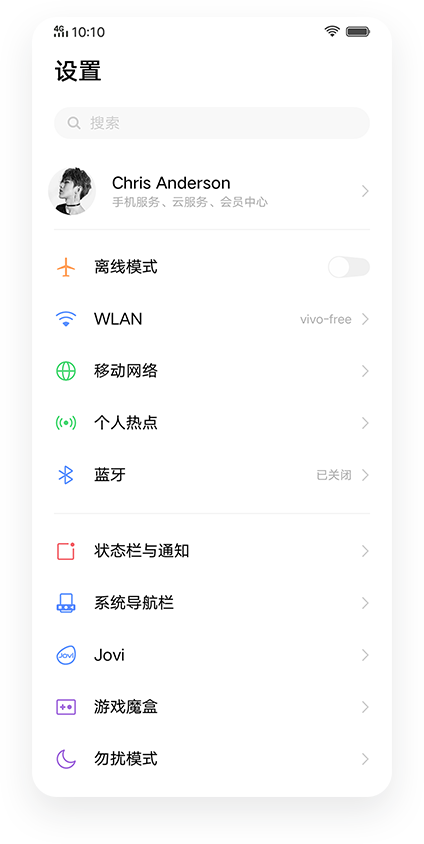 4G 10:10
设置
搜索
Chris Anderson
手机服务、云服务、会员中心
离线模式
WLAN vivo-free
移动网络
个人热点
蓝牙 已关闭
状态栏与通知
系统导航栏
Jovi Jovi
游戏魔盒
勿扰模式